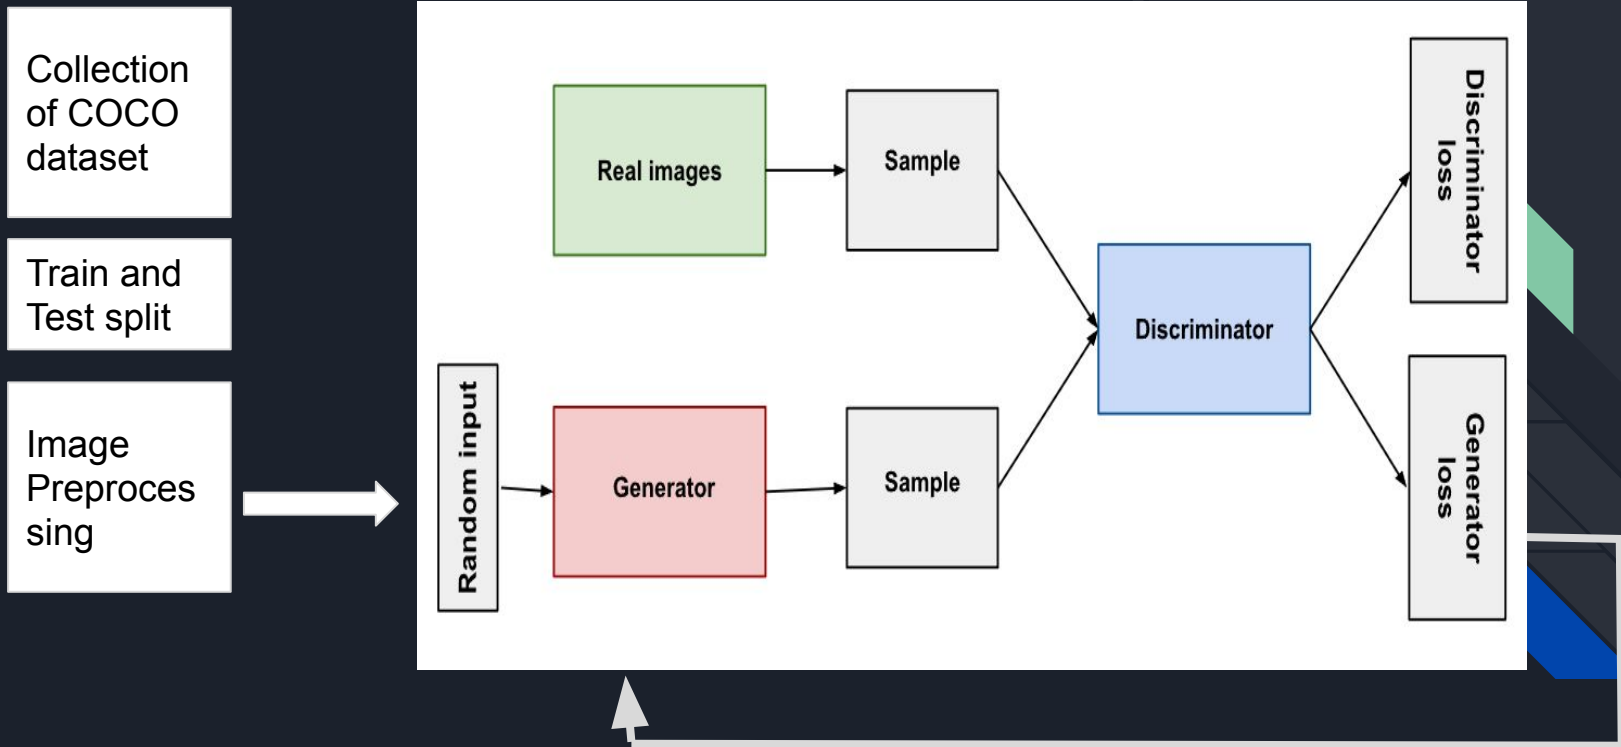 Collection
of COCO
dataset
Train and
Test split
Image
Preproces
sing
Real images
Sample
Random input
Generator
Sample
Discriminator
Discriminator
loss
Generator
loss